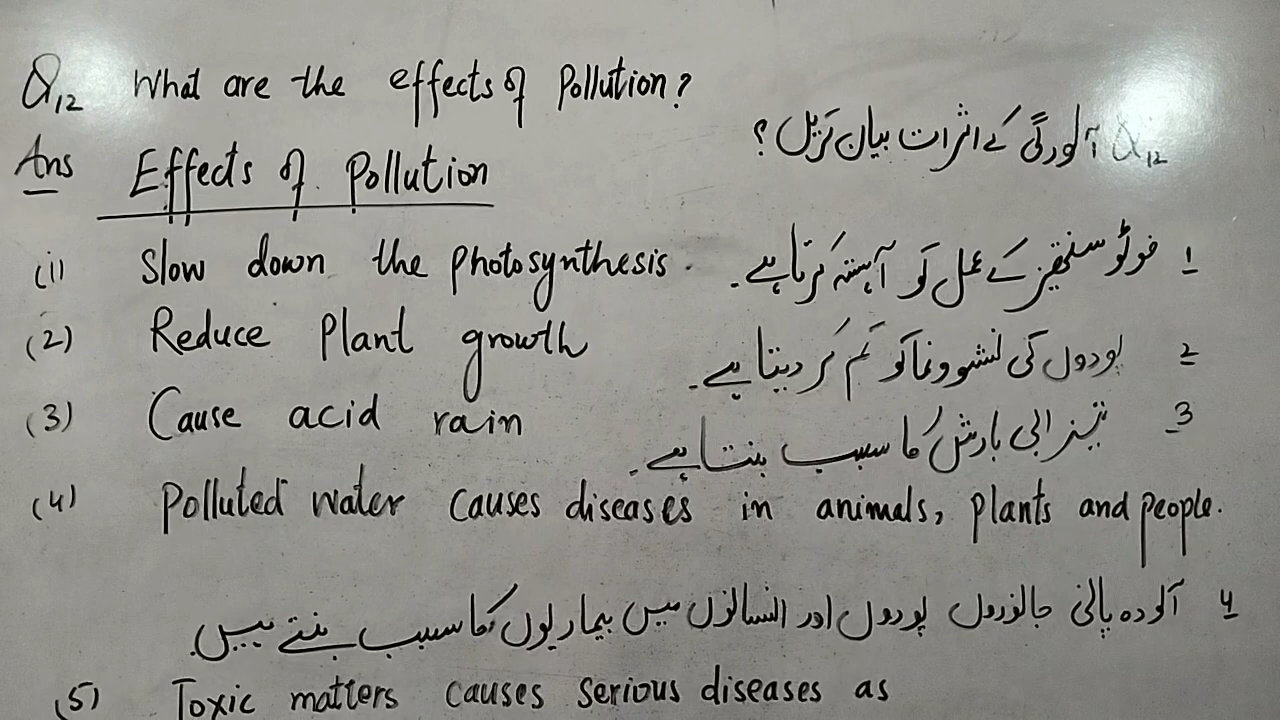 Q12 What are the effects of Pollution?
Q12 آلودگی کے اثرات بیان کریں؟
Ans Effects of Pollution
(1) Slow down the photosynthesis.
1 فوٹو سنتھیز کے عمل کو آہستہ کرتا ہے۔
(2) Reduce Plant growth
2 پودوں کی نشوونما کو کم کر دیتا ہے۔
(3) Cause acid rain
3 تیزابی بارش کا سبب بنتا ہے۔
(4) Polluted water causes diseases in animals, plants and people.
4 آلودہ پانی جانوروں پودوں اور انسانوں میں بیماریوں کا سبب بنتے ہیں۔
(5) Toxic matters causes serious diseases as